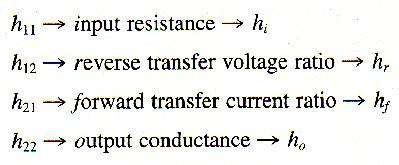 h₁₁ → input resistance → hᵢ
h₁₂ → reverse transfer voltage ratio → hᵣ
h₂₁ → forward transfer current ratio → h_f
h₂₂ → output conductance → hₒ